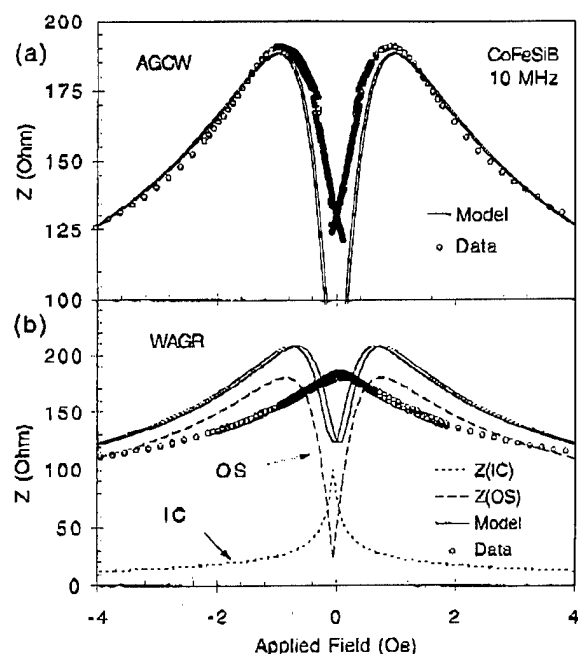 (a)
AGCW
CoFeSiB
10 MHz
200
175
150
125
100
Z (Ohm)
Model
Data
(b)
WAGR
200
150
100
50
0
Z (Ohm)
OS
IC
Z(IC)
Z(OS)
Model
Data
-4
-2
0
2
4
Applied Field (Oe)